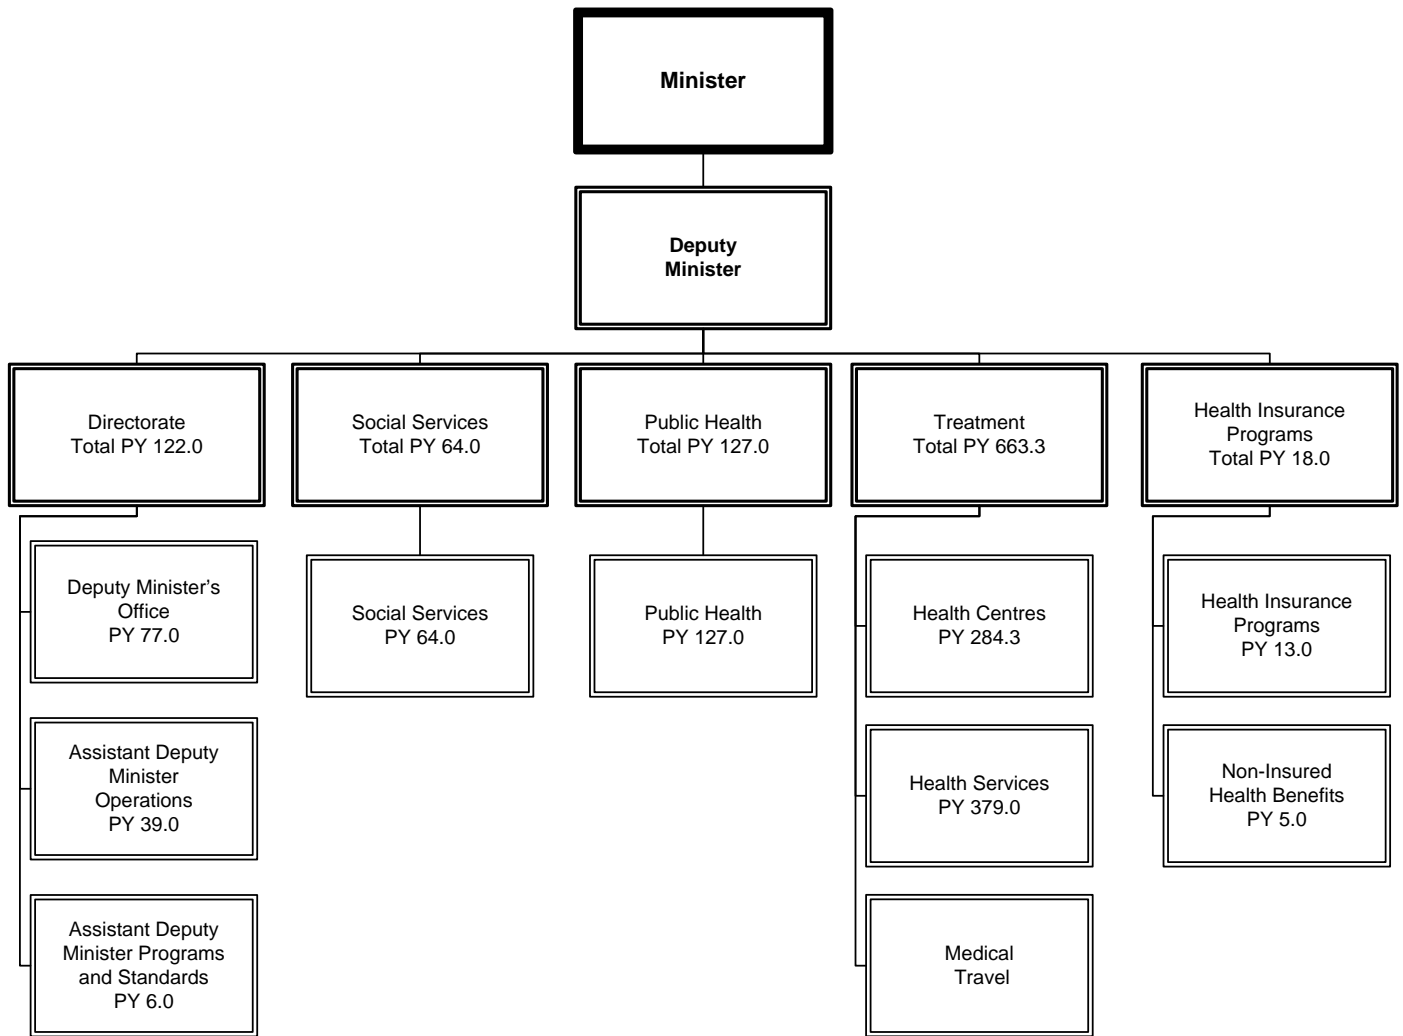 Minister
Deputy
Minister
Directorate
Total PY 122.0
Social Services
Total PY 64.0
Public Health
Total PY 127.0
Treatment
Total PY 663.3
Health Insurance
Programs
Total PY 18.0
Deputy Minister’s
Office
PY 77.0
Social Services
PY 64.0
Public Health
PY 127.0
Health Centres
PY 284.3
Health Insurance
Programs
PY 13.0
Assistant Deputy
Minister
Operations
PY 39.0
Health Services
PY 379.0
Non-Insured
Health Benefits
PY 5.0
Assistant Deputy
Minister Programs
and Standards
PY 6.0
Medical
Travel